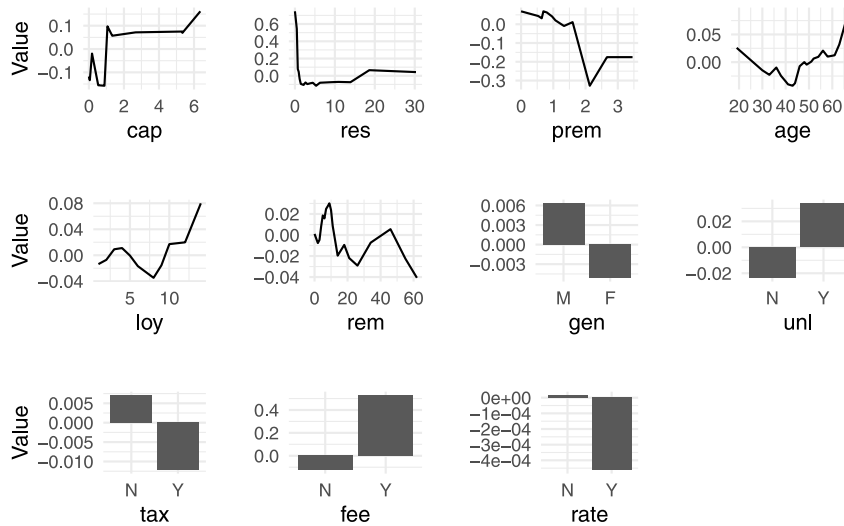 Value
0.1
0.0
−0.1
0 2 4 6
cap
0.6
0.4
0.2
0.0
0 10 20 30
res
0.0
−0.1
−0.2
−0.3
0 1 2 3
prem
0.05
0.00
20 30 40 50 60
age
Value
0.08
0.04
0.00
−0.04
5 10
loy
0.02
0.00
−0.02
−0.04
0 20 40 60
rem
0.006
0.003
0.000
−0.003
M F
gen
0.02
0.00
−0.02
N Y
unl
Value
0.005
0.000
−0.005
−0.010
N Y
tax
0.4
0.2
0.0
N Y
fee
0e+00
−1e−04
−2e−04
−3e−04
−4e−04
N Y
rate